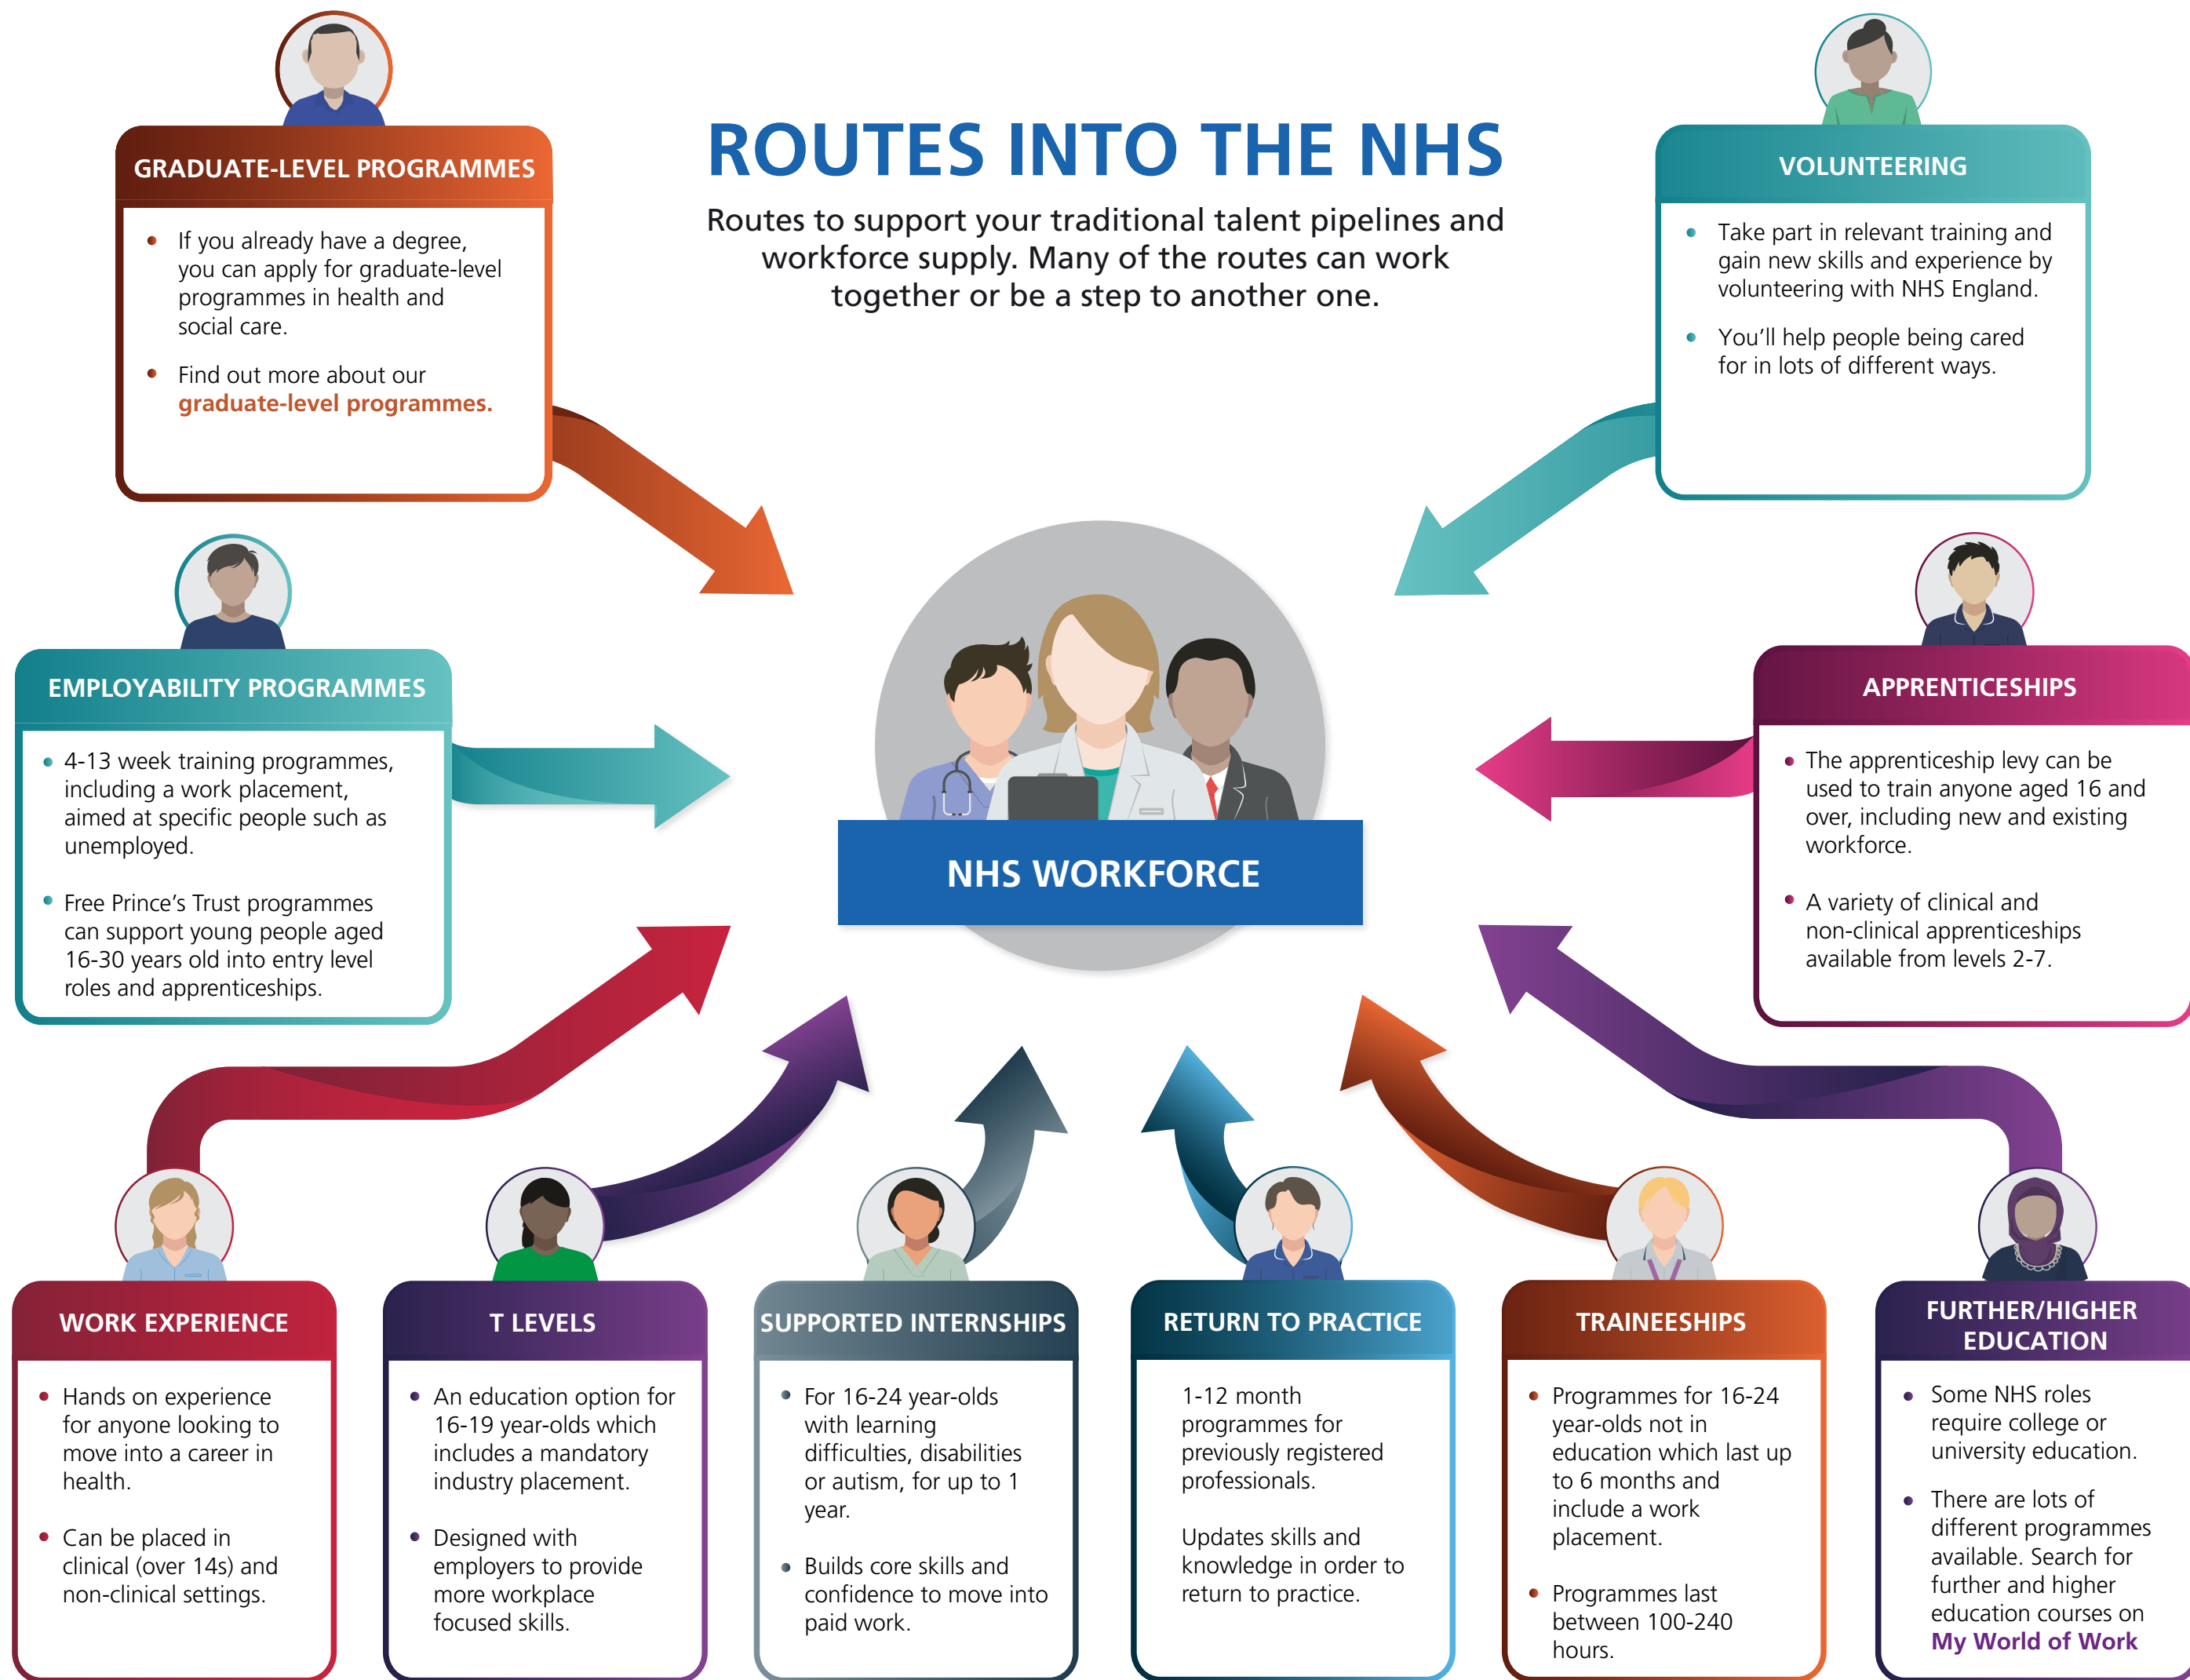 ROUTES INTO THE NHS
Routes to support your traditional talent pipelines and
workforce supply. Many of the routes can work
together or be a step to another one.
GRADUATE-LEVEL PROGRAMMES
• If you already have a degree,
you can apply for graduate-level
programmes in health and
social care.
• Find out more about our
graduate-level programmes.
VOLUNTEERING
• Take part in relevant training and
gain new skills and experience by
volunteering with NHS England.
• You'll help people being cared
for in lots of different ways.
EMPLOYABILITY PROGRAMMES
• 4-13 week training programmes,
including a work placement,
aimed at specific people such as
unemployed.
• Free Prince's Trust programmes
can support young people aged
16-30 years old into entry level
roles and apprenticeships.
NHS WORKFORCE
APPRENTICESHIPS
• The apprenticeship levy can be
used to train anyone aged 16 and
over, including new and existing
workforce.
• A variety of clinical and
non-clinical apprenticeships
available from levels 2-7.
WORK EXPERIENCE
• Hands on experience
for anyone looking to
move into a career in
health.
• Can be placed in
clinical (over 14s) and
non-clinical settings.
T LEVELS
• An education option for
16-19 year-olds which
includes a mandatory
industry placement.
• Designed with
employers to provide
more workplace
focused skills.
SUPPORTED INTERNSHIPS
• For 16-24 year-olds
with learning
difficulties, disabilities
or autism, for up to 1
year.
• Builds core skills and
confidence to move into
paid work.
RETURN TO PRACTICE
1-12 month
programmes for
previously registered
professionals.
Updates skills and
knowledge in order to
return to practice.
TRAINEESHIPS
• Programmes for 16-24
year-olds not in
education which last up
to 6 months and
include a work
placement.
• Programmes last
between 100-240
hours.
FURTHER/HIGHER
EDUCATION
• Some NHS roles
require college or
university education.
• There are lots of
different programmes
available. Search for
further and higher
education courses on
My World of Work